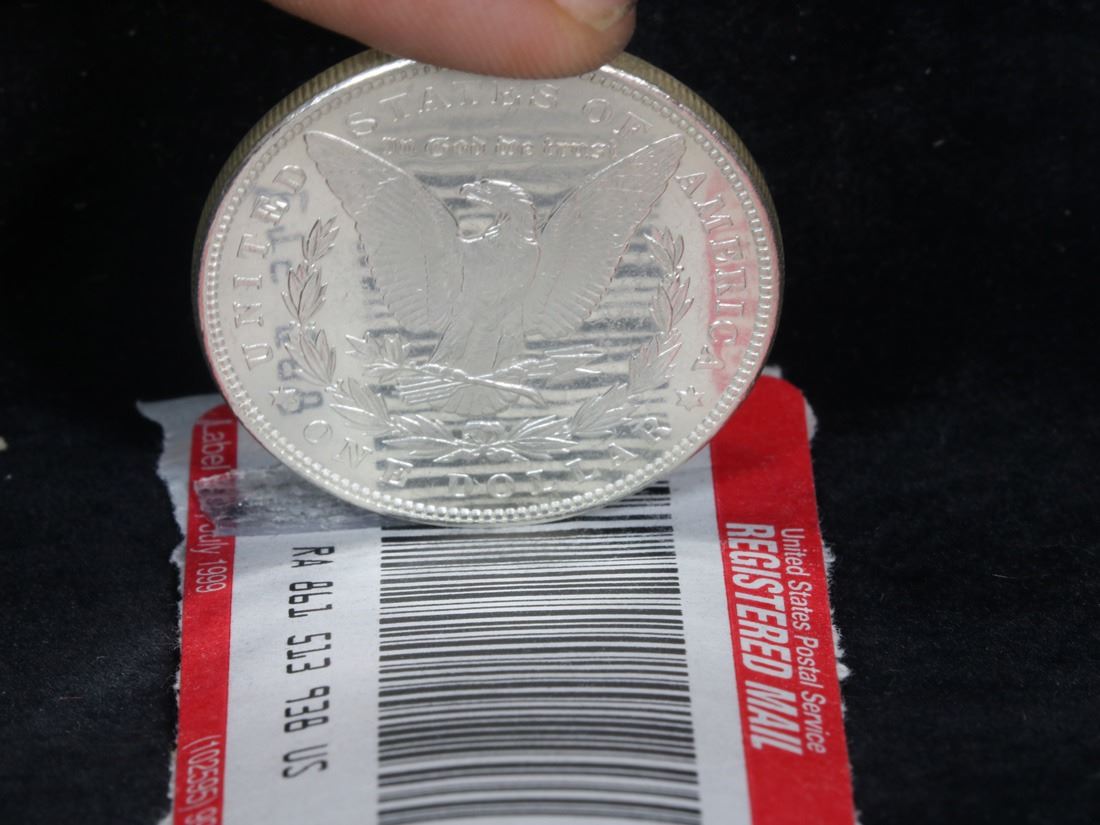 UNITED STATES OF AMERICA
In God we trust
ONE DOLLAR
Label
July 1999
(102595)
RA 861 513 938 US
United States Postal Service
REGISTERED MAIL